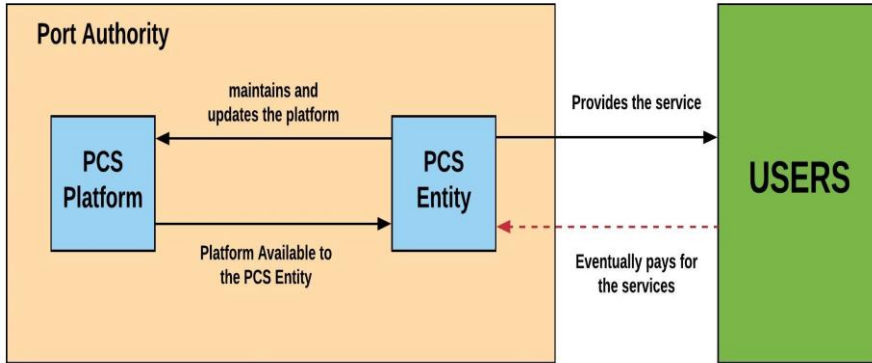 Port Authority
maintains and
updates the platform
Provides the service
PCS
Platform
PCS
Entity
USERS
Platform Available to
the PCS Entity
Eventually pays for
the services